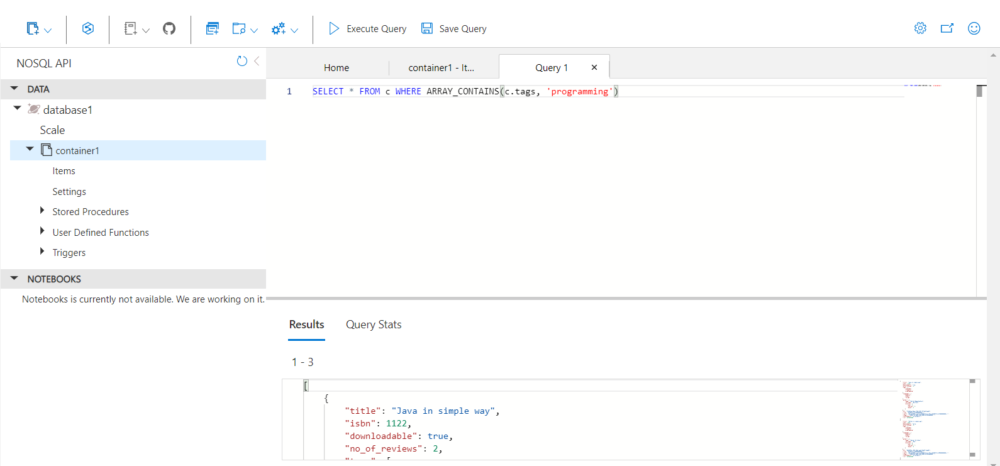 Execute Query Save Query
NOSQL API
DATA
database1
Scale
container1
Items
Settings
Stored Procedures
User Defined Functions
Triggers
NOTEBOOKS
Notebooks is currently not available. We are working on it.
Home container1 - It... Query 1
1 SELECT * FROM c WHERE ARRAY_CONTAINS(c.tags, 'programming')
Results Query Stats
1 - 3
[
{
"title": "Java in simple way",
"isbn": 1122,
"downloadable": true,
"no_of_reviews": 2,